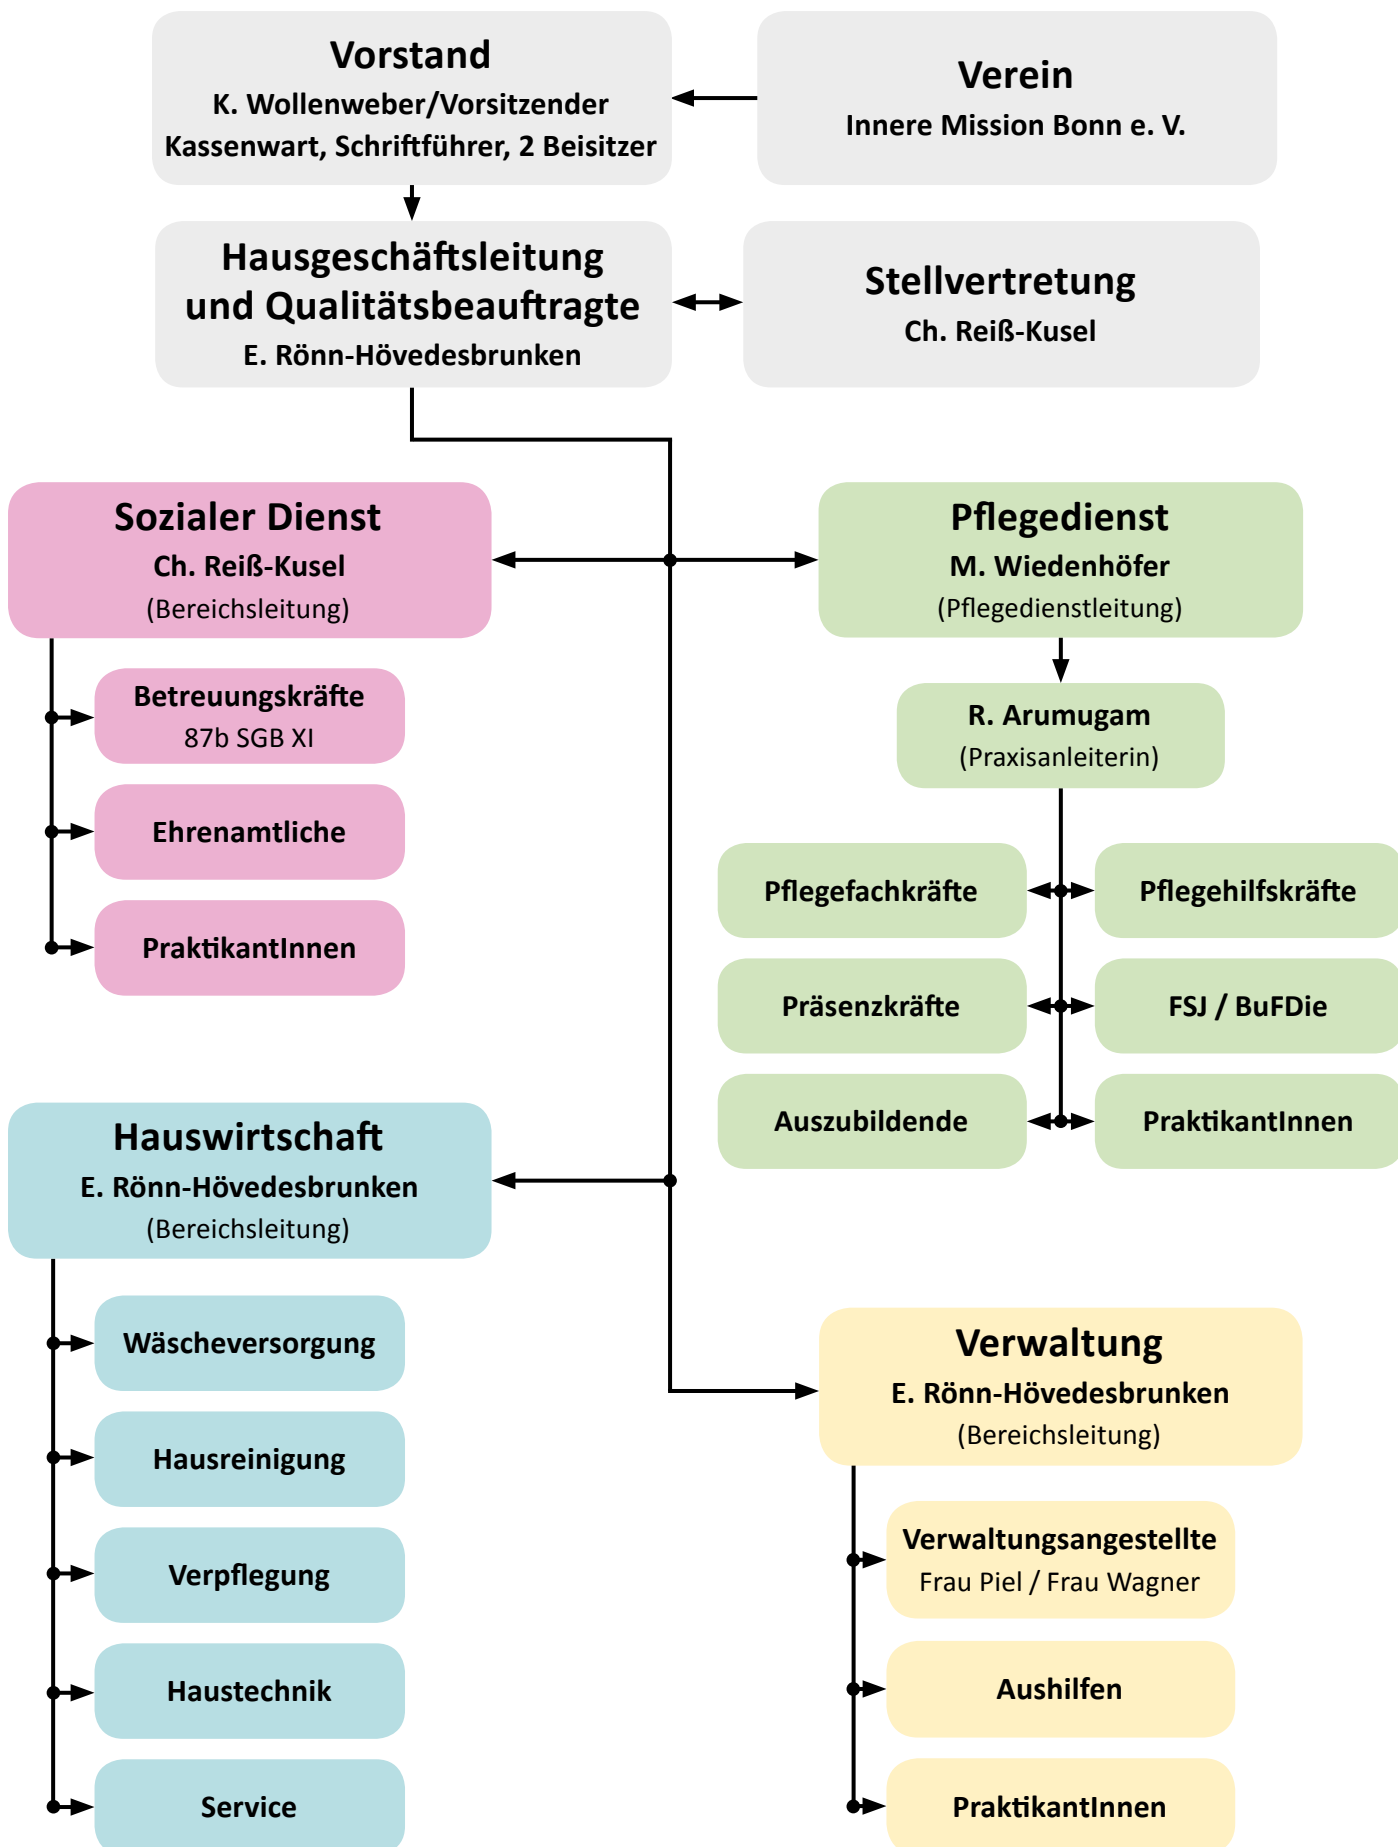 Vorstand
K. Wollenweber/Vorsitzender
Kassenwart, Schriftführer, 2 Beisitzer
Verein
Innere Mission Bonn e. V.
Hausgeschäftsleitung
und Qualitätsbeauftragte
E. Rönn-Hövedesbrunken
Stellvertretung
Ch. Reiß-Kusel
Sozialer Dienst
Ch. Reiß-Kusel
(Bereichsleitung)
Betreuungskräfte
87b SGB XI
Ehrenamtliche
PraktikantInnen
Pflegedienst
M. Wiedenhöfer
(Pflegedienstleitung)
R. Arumugam
(Praxisanleiterin)
Pflegefachkräfte
Pflegehilfskräfte
Präsenzkräfte
FSJ / BuFDie
Auszubildende
PraktikantInnen
Hauswirtschaft
E. Rönn-Hövedesbrunken
(Bereichsleitung)
Wäscheversorgung
Hausreinigung
Verpflegung
Haustechnik
Service
Verwaltung
E. Rönn-Hövedesbrunken
(Bereichsleitung)
Verwaltungsangestellte
Frau Piel / Frau Wagner
Aushilfen
PraktikantInnen